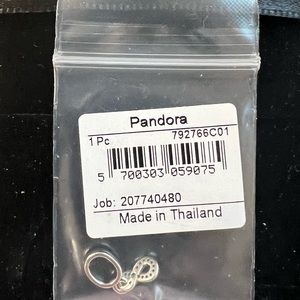 Pandora
1 Pc 792766C01
5 700303 059075
Job: 207740480
Made in Thailand